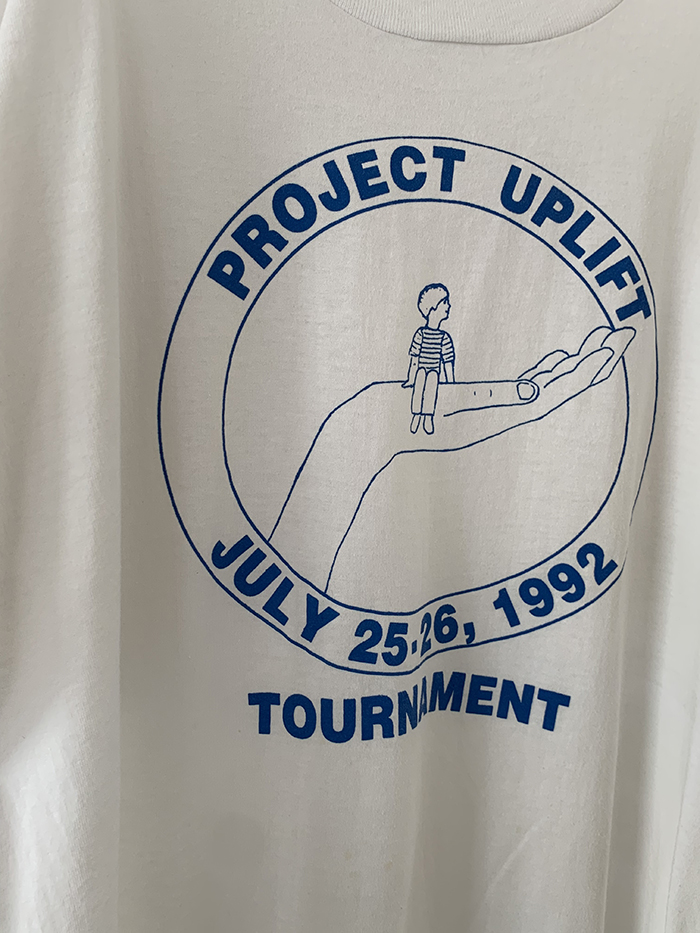 PROJECT UPLIFT
JULY 25-26, 1992
TOURNAMENT